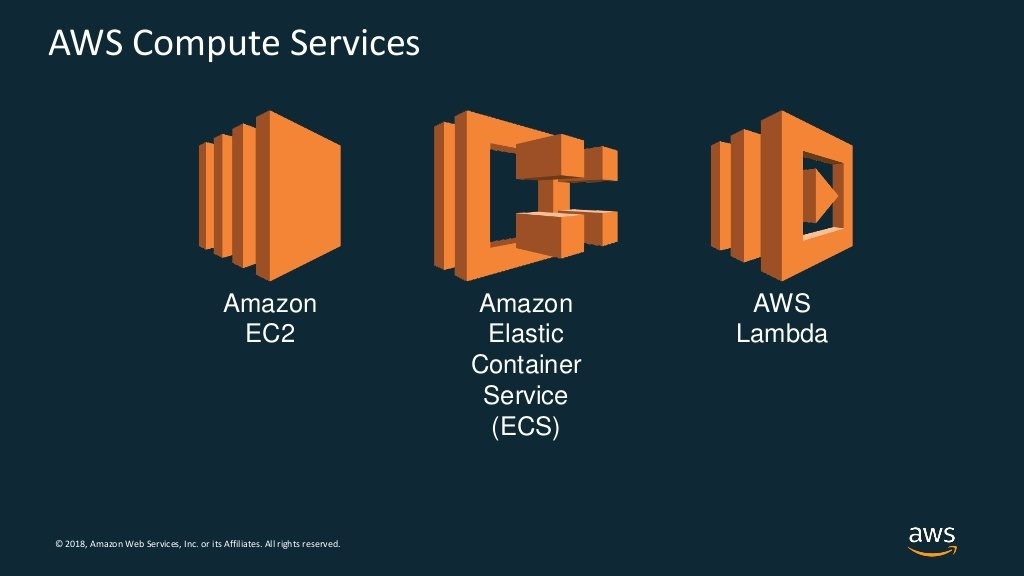 AWS Compute Services
Amazon
EC2
Amazon
Elastic
Container
Service
(ECS)
AWS
Lambda
© 2018, Amazon Web Services, Inc. or its Affiliates. All rights reserved.
aws